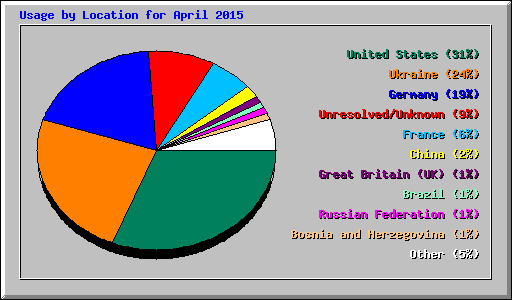 Usage by Location for April 2015
United States (31%)
Ukraine (24%)
Germany (19%)
Unresolved/Unknown (9%)
France (6%)
China (2%)
Great Britain (UK) (1%)
Brazil (1%)
Russian Federation (1%)
Bosnia and Herzegovina (1%)
Other (5%)